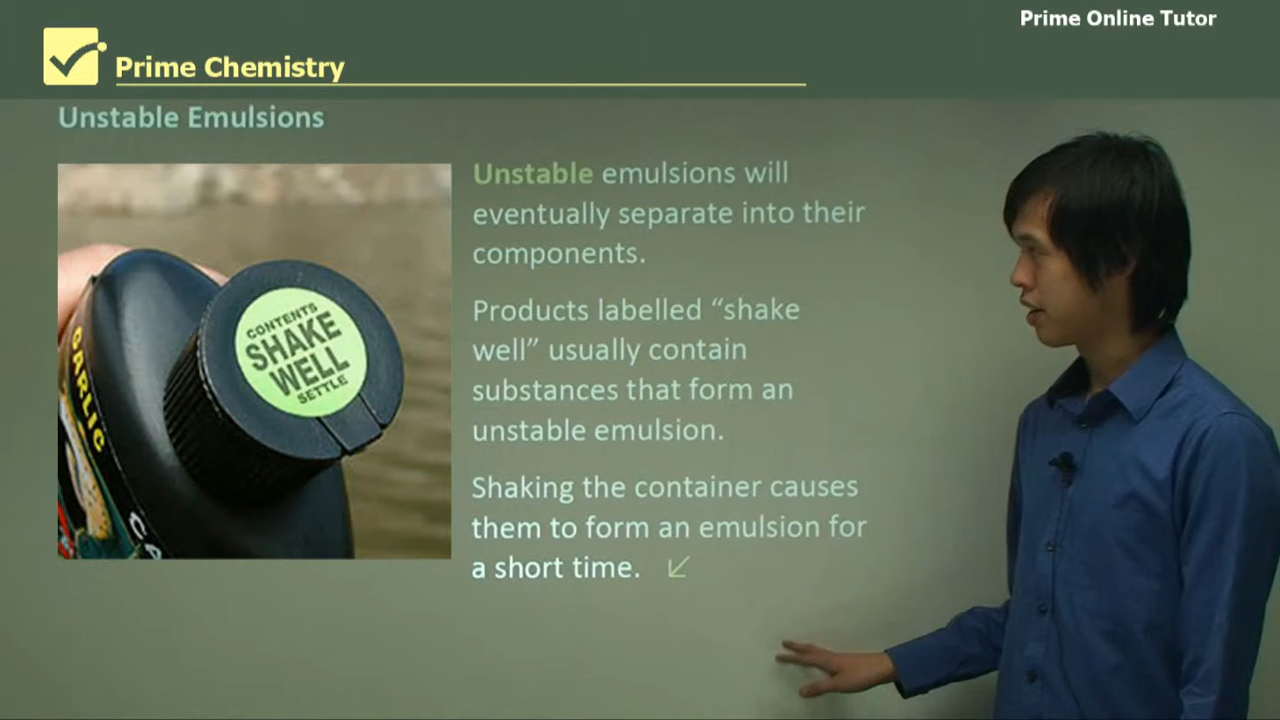 Prime Online Tutor
Prime Chemistry
Unstable Emulsions
Unstable emulsions will
eventually separate into their
components.
Products labelled “shake
well” usually contain
substances that form an
unstable emulsion.
Shaking the container causes
them to form an emulsion for
a short time.
CONTENTS
SHAKE
WELL
SETTLE
GARLIC